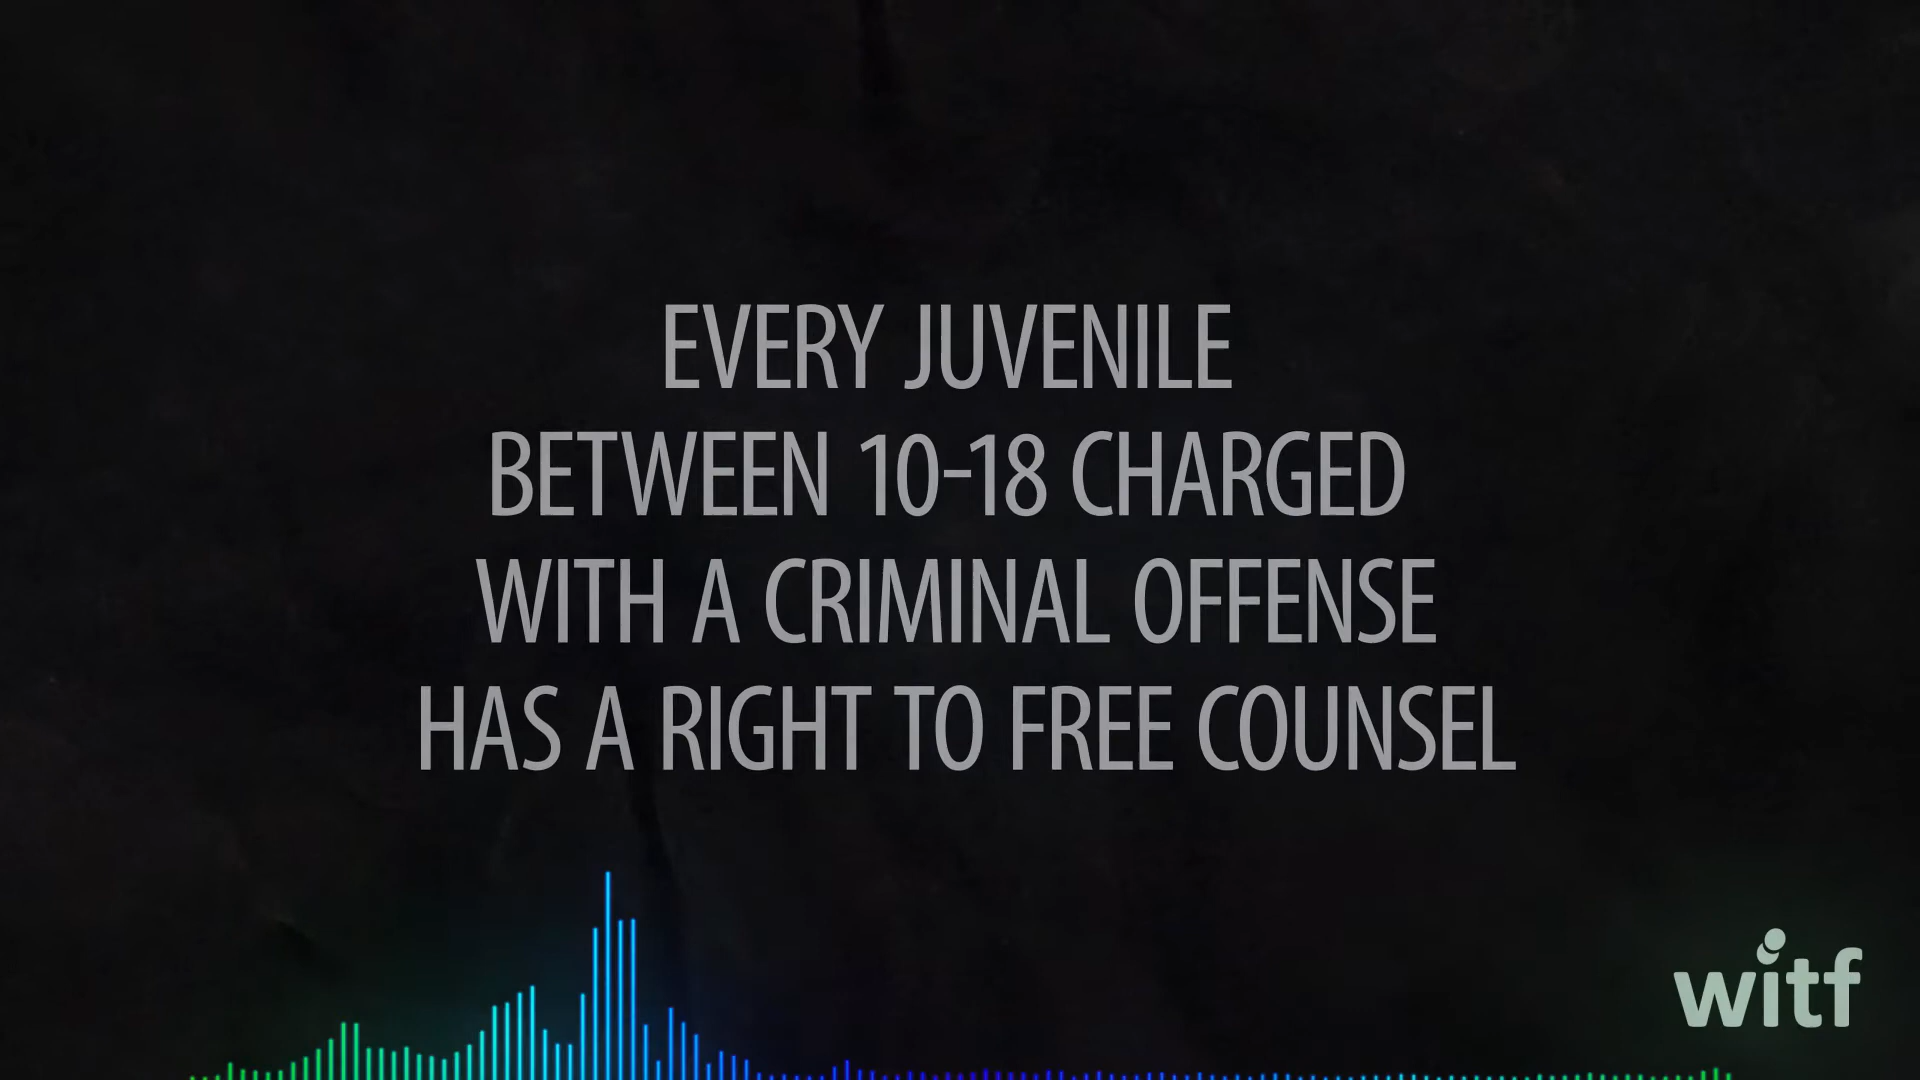 EVERY JUVENILE
BETWEEN 10-18 CHARGED
WITH A CRIMINAL OFFENSE
HAS A RIGHT TO FREE COUNSEL
witf